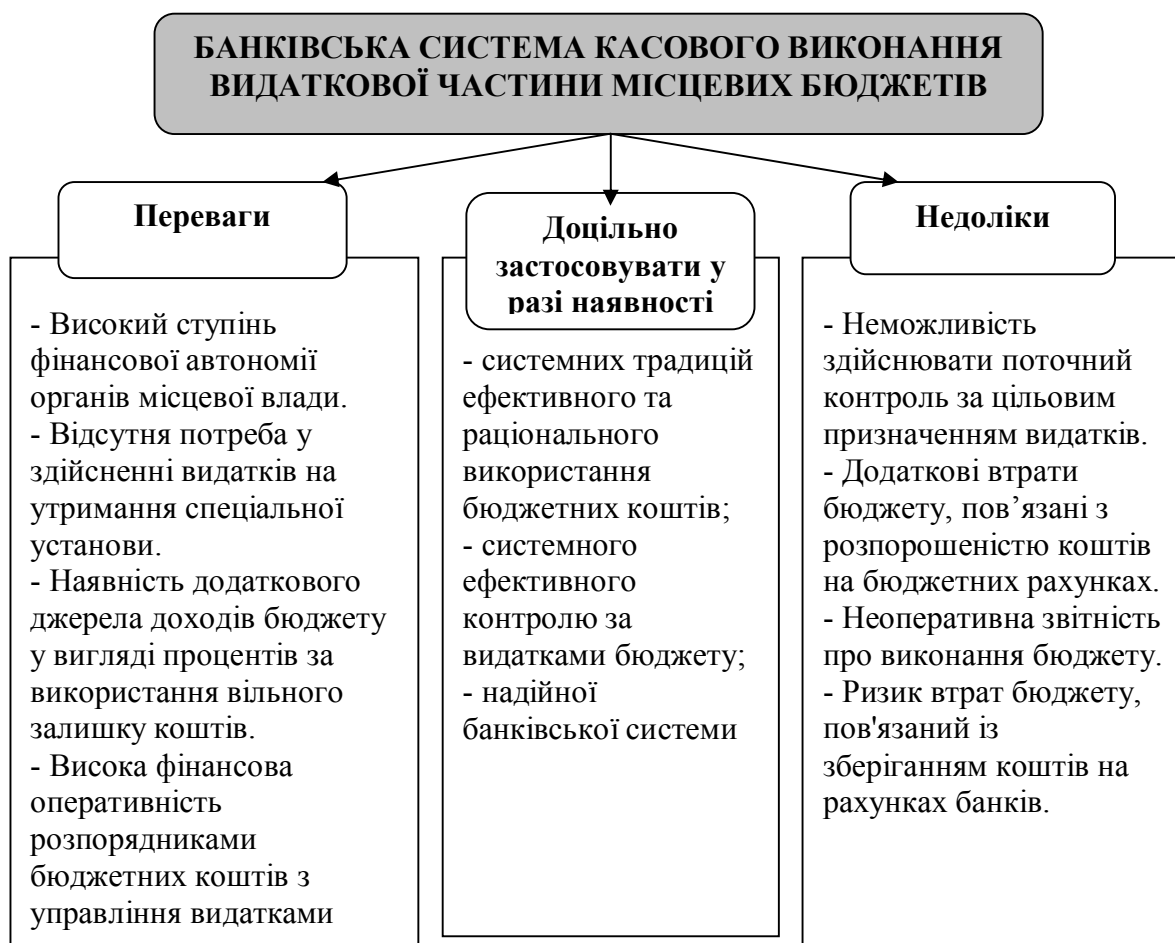 БАНКІВСЬКА СИСТЕМА КАСОВОГО ВИКОНАННЯ
ВИДАТКОВОЇ ЧАСТИНИ МІСЦЕВИХ БЮДЖЕТІВ
Переваги
- Високий ступінь
фінансової автономії
органів місцевої влади.
- Відсутня потреба у
здійсненні видатків на
утримання спеціальної
установи.
- Наявність додаткового
джерела доходів бюджету
у вигляді процентів за
використання вільного
залишку коштів.
- Висока фінансова
оперативність
розпорядниками
бюджетних коштів з
управління видатками
Доцільно
застосовувати у
разі наявності
- системних традицій
ефективного та
раціонального
використання
бюджетних коштів;
- системного
ефективного
контролю за
видатками бюджету;
- надійної
банківської системи
Недоліки
- Неможливість
здійснювати поточний
контроль за цільовим
призначенням видатків.
- Додаткові втрати
бюджету, пов’язані з
розпорошеністю коштів
на бюджетних рахунках.
- Неоперативна звітність
про виконання бюджету.
- Ризик втрат бюджету,
пов'язаний із
зберіганням коштів на
рахунках банків.